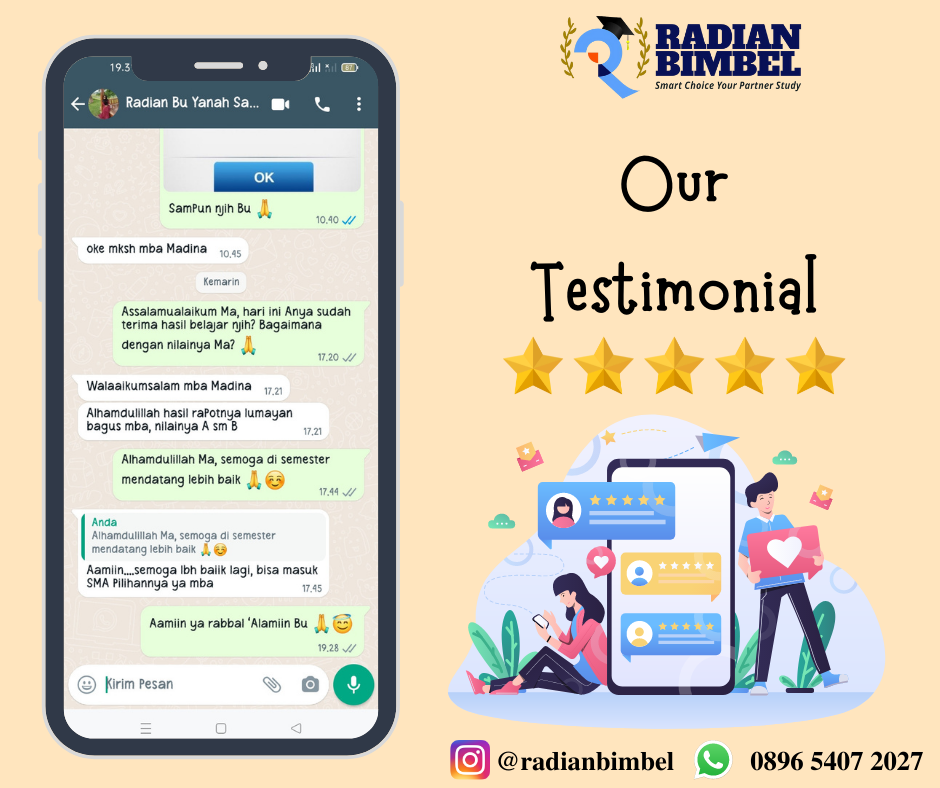 RADIAN
BIMBEL
Smart Choice Your Partner Study
Our
Testimonial
19.3
Radian Bu Yanah Sa...
OK
Sampun njih Bu 🙏
10.40
oke mksh mba Madina
10.45
Kemarin
Assalamualaikum Ma, hari ini Anya sudah
terima hasil belajar njih? Bagaimana
dengan nilainya Ma? 🙏
17.20
Walaaikumsalam mba Madina
17.21
Alhamdulillah hasil rapotnya lumayan
bagus mba, nilainya A sm B
17.21
Alhamdulillah Ma, semoga di semester
mendatang lebih baik 🙏☺️
17.44
Anda
Alhamdulillah Ma, semoga di semester
mendatang lebih baik 🙏☺️
Aamiin,,,,semoga lbh baiik lagi, bisa masuk
SMA Pilihannya ya mba
17.45
Aamiin ya rabbal 'Alamiin Bu 🙏😇
19.28
Kirim Pesan
@radianbimbel
0896 5407 2027